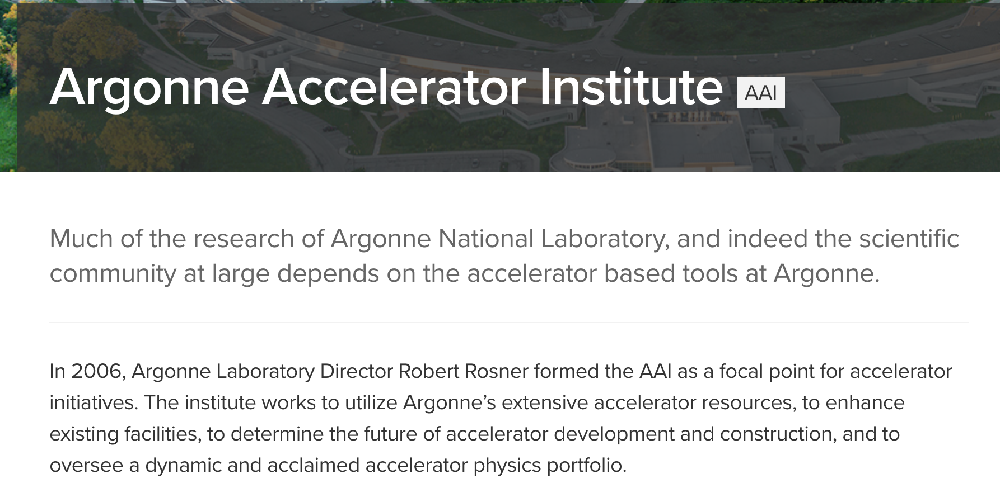 Argonne Accelerator Institute AAI
Much of the research of Argonne National Laboratory, and indeed the scientific
community at large depends on the accelerator based tools at Argonne.
In 2006, Argonne Laboratory Director Robert Rosner formed the AAI as a focal point for accelerator
initiatives. The institute works to utilize Argonne’s extensive accelerator resources, to enhance
existing facilities, to determine the future of accelerator development and construction, and to
oversee a dynamic and acclaimed accelerator physics portfolio.